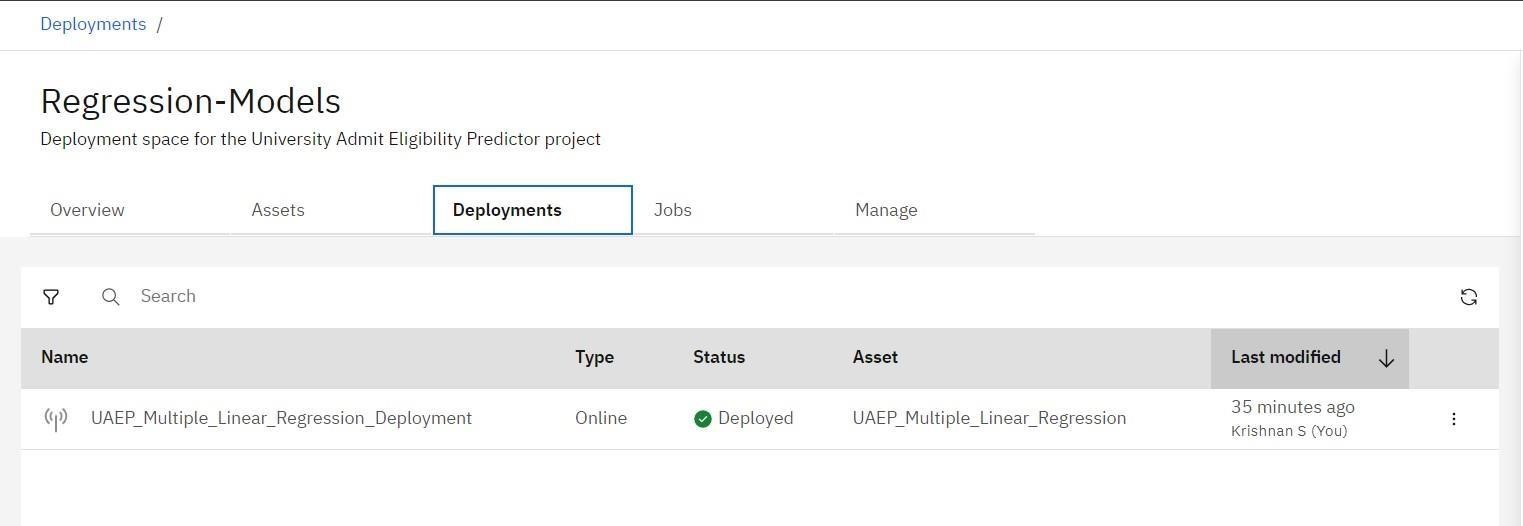 Deployments /
Regression-Models
Deployment space for the University Admit Eligibility Predictor project
Overview Assets Deployments Jobs Manage
Search
Name Type Status Asset Last modified
UAEP_Multiple_Linear_Regression_Deployment Online Deployed UAEP_Multiple_Linear_Regression 35 minutes ago
Krishnan S (You)